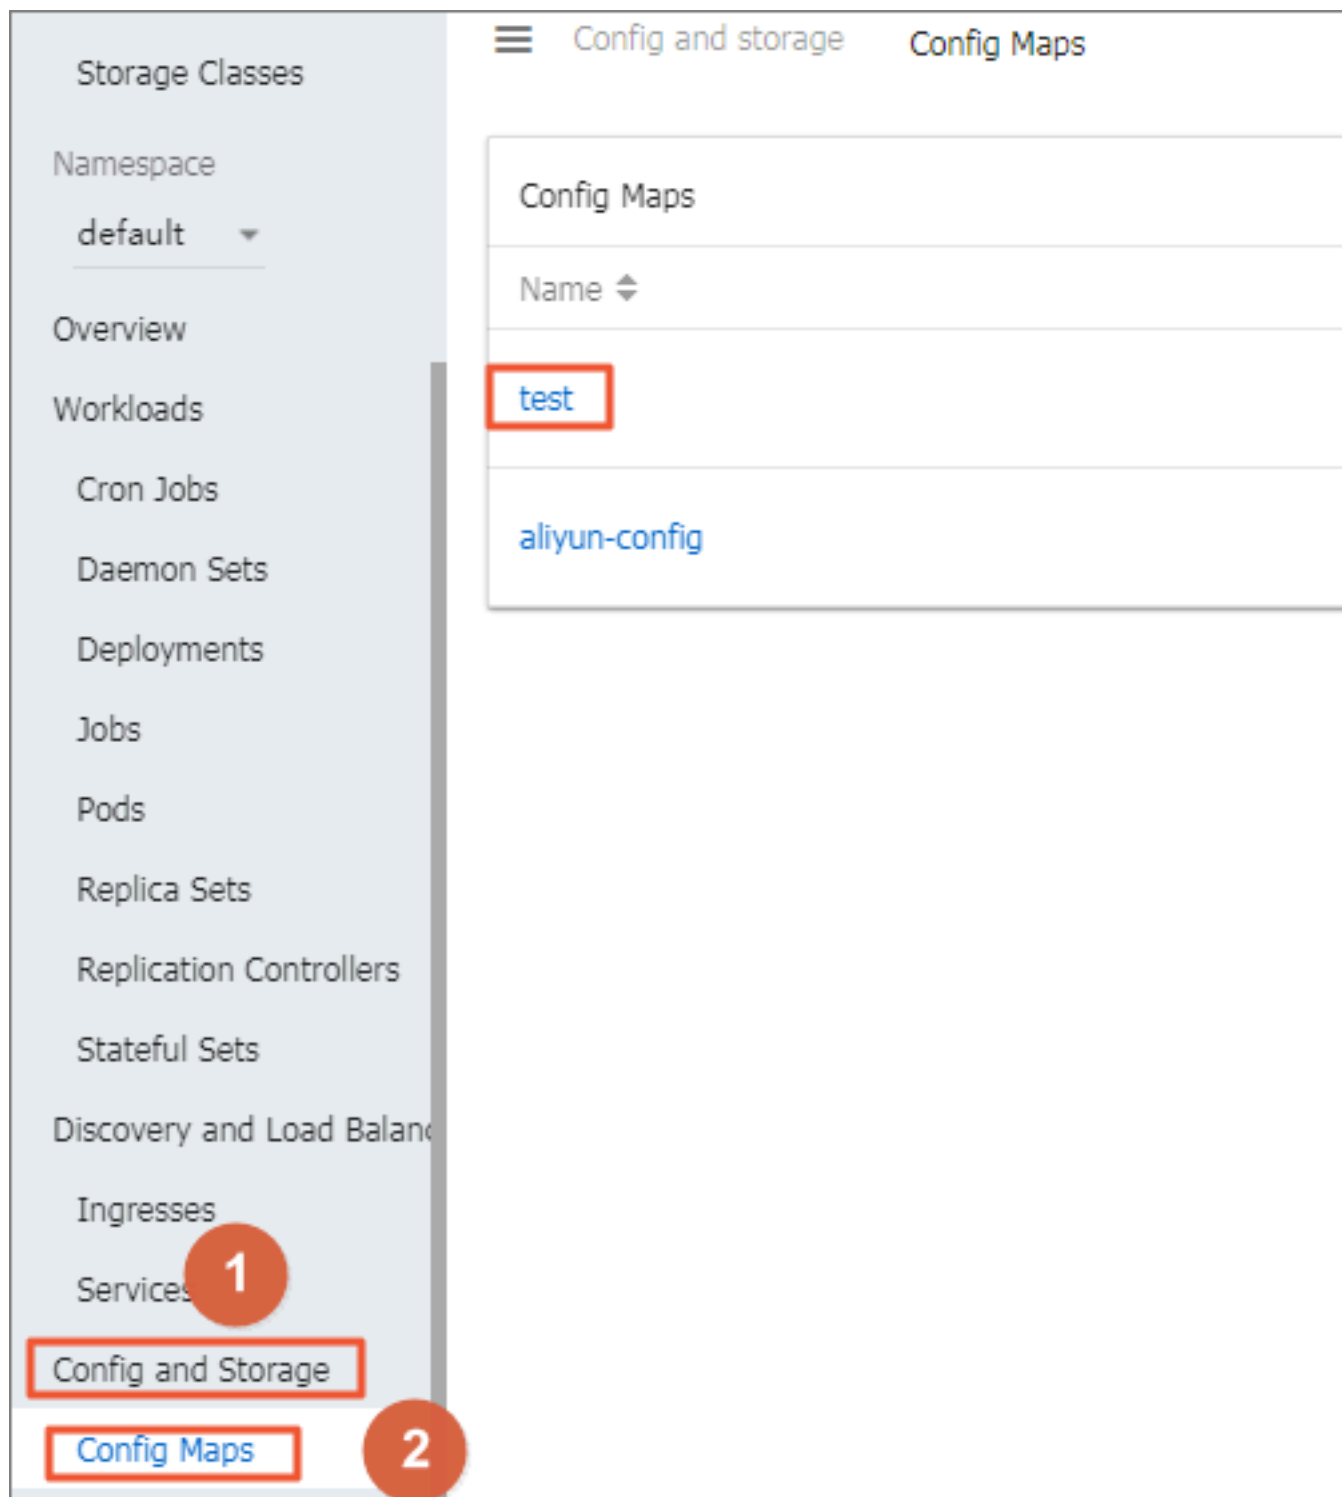 Storage Classes
Namespace
default
Overview
Workloads
Cron Jobs
Daemon Sets
Deployments
Jobs
Pods
Replica Sets
Replication Controllers
Stateful Sets
Discovery and Load Balanc
Ingresses
1
Services
Config and Storage
Config Maps
2
Config and storage Config Maps
Config Maps
Name
test
aliyun-config